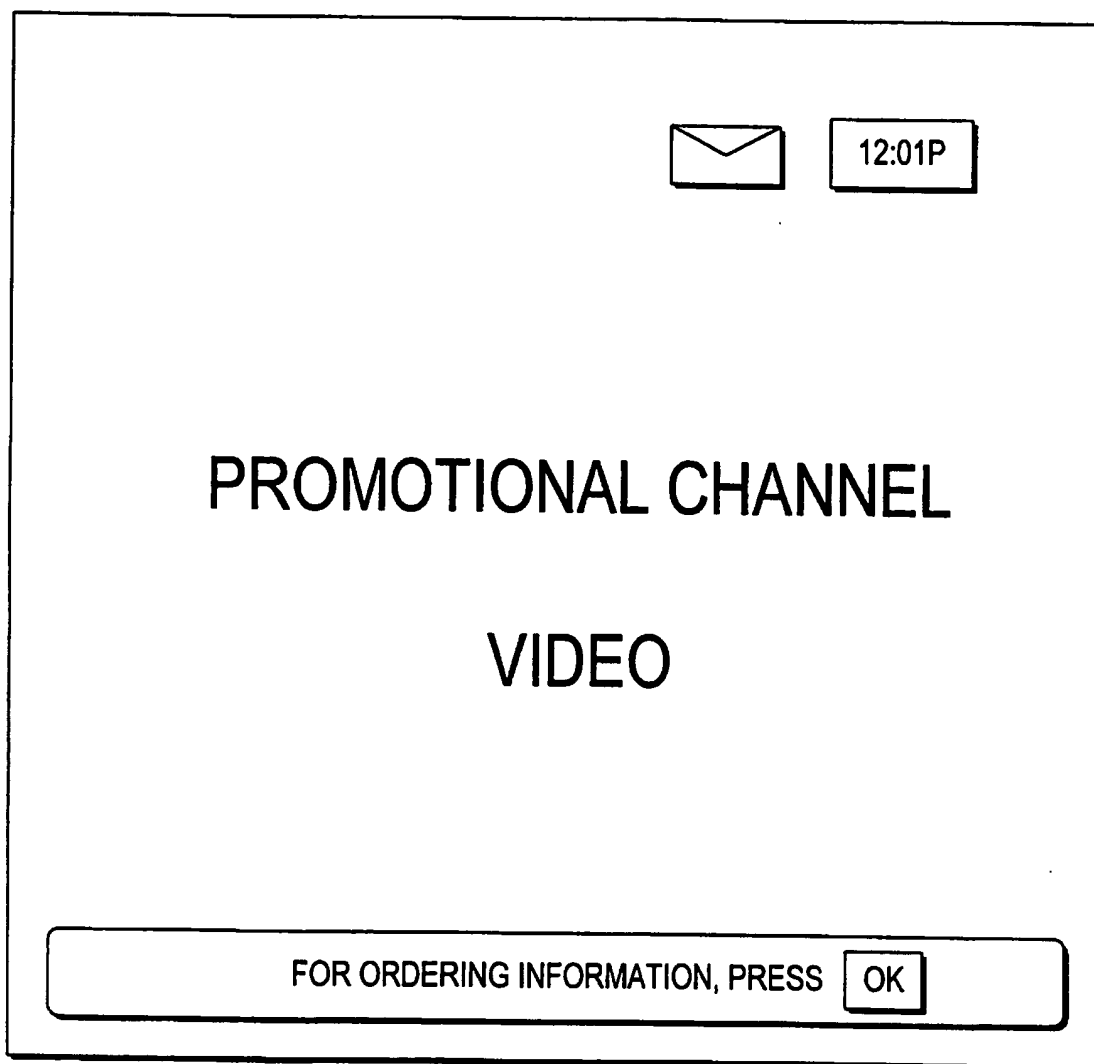 12:01P
PROMOTIONAL CHANNEL
VIDEO
FOR ORDERING INFORMATION, PRESS OK